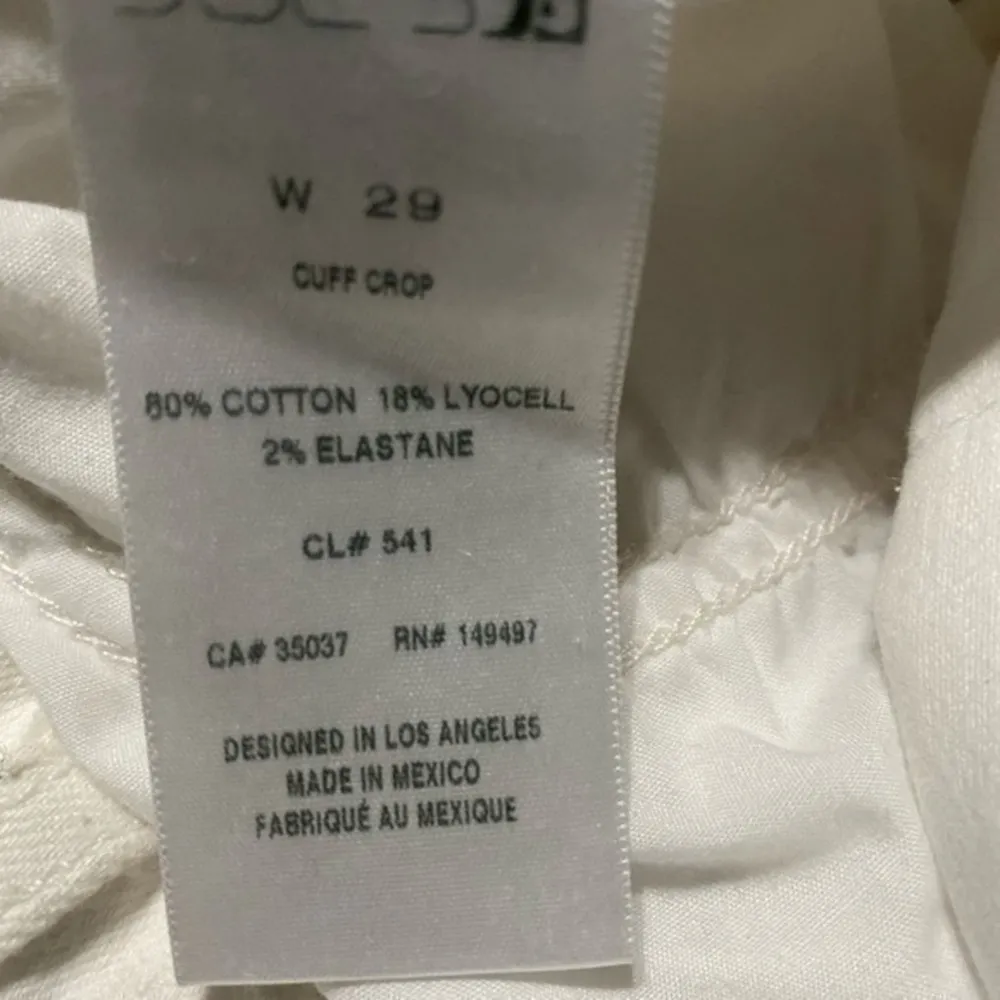 W 29
CUFF CROP
80% COTTON 18% LYOCELL
2% ELASTANE
CL# 541
CA# 35037 RN# 149497
DESIGNED IN LOS ANGELES
MADE IN MEXICO
FABRIQUÉ AU MEXIQUE